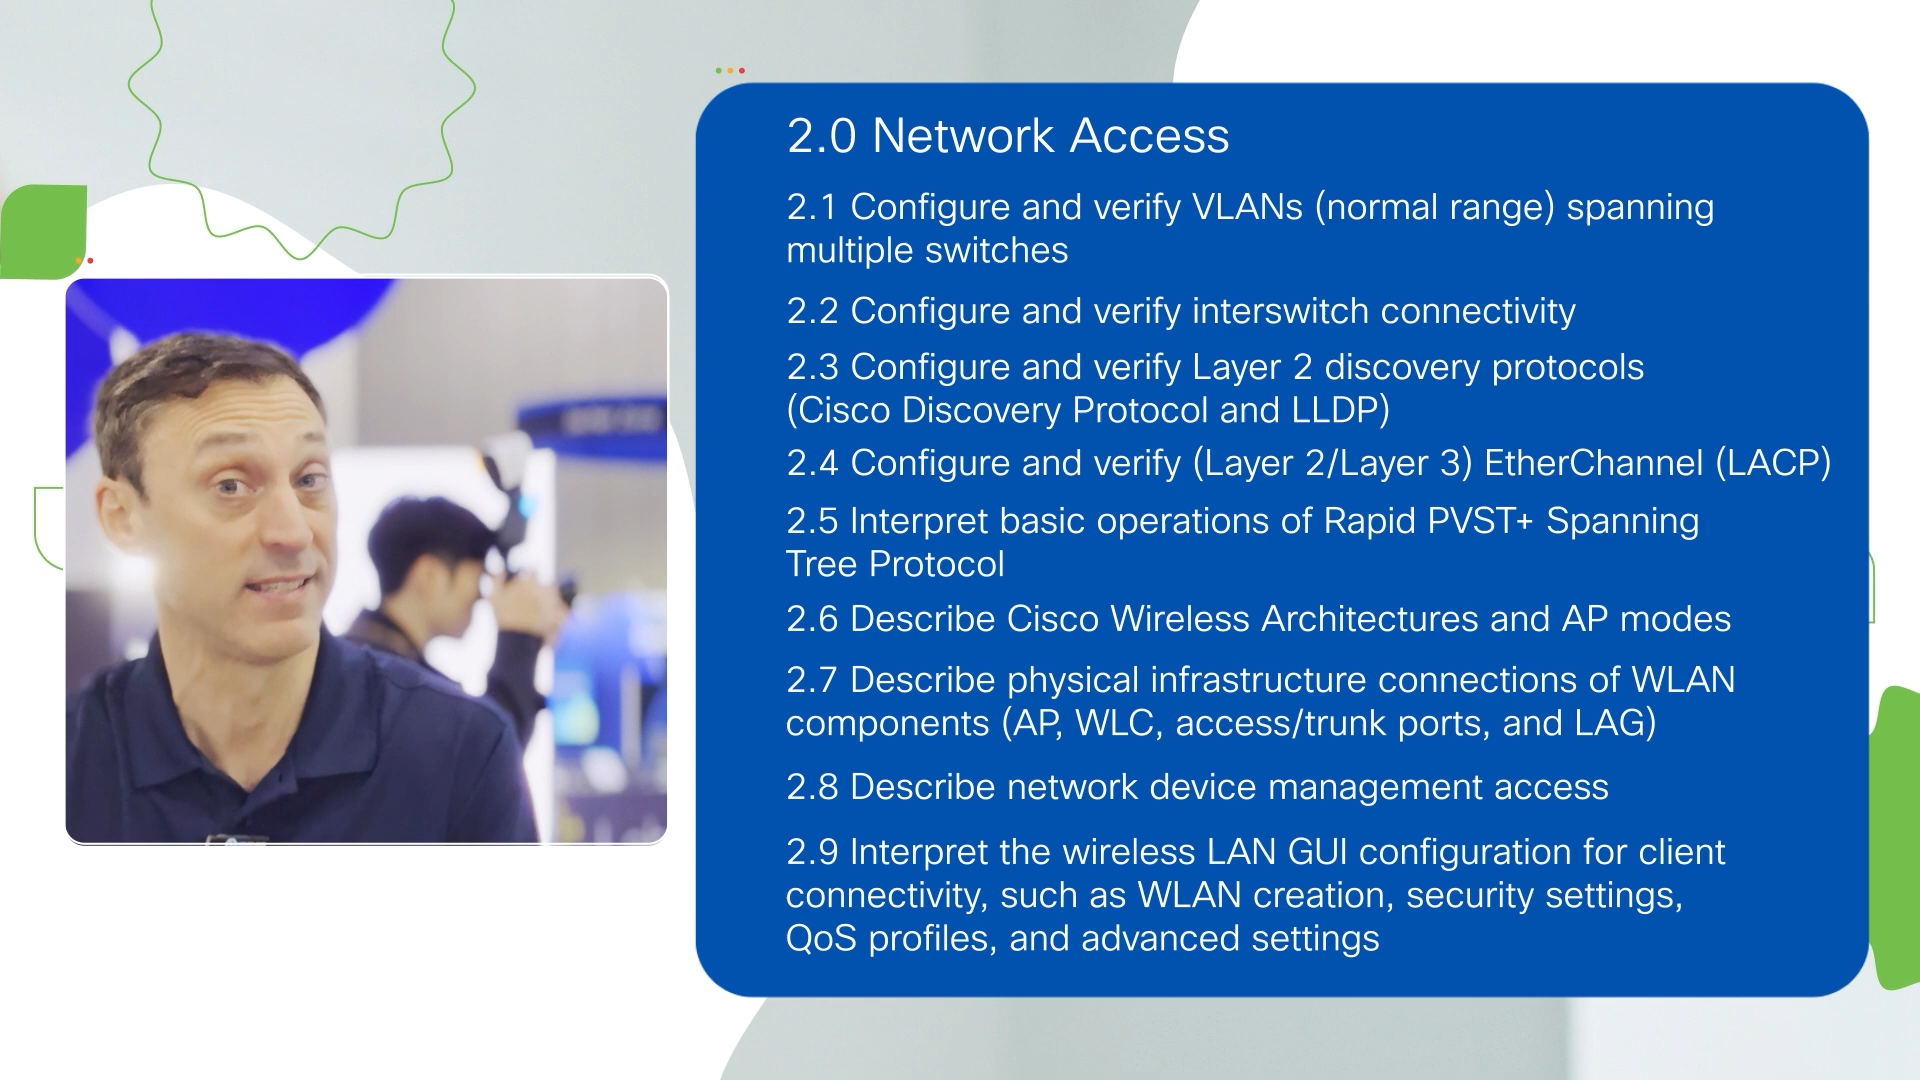 2.0 Network Access
2.1 Configure and verify VLANs (normal range) spanning
multiple switches
2.2 Configure and verify interswitch connectivity
2.3 Configure and verify Layer 2 discovery protocols
(Cisco Discovery Protocol and LLDP)
2.4 Configure and verify (Layer 2/Layer 3) EtherChannel (LACP)
2.5 Interpret basic operations of Rapid PVST+ Spanning
Tree Protocol
2.6 Describe Cisco Wireless Architectures and AP modes
2.7 Describe physical infrastructure connections of WLAN
components (AP, WLC, access/trunk ports, and LAG)
2.8 Describe network device management access
2.9 Interpret the wireless LAN GUI configuration for client
connectivity, such as WLAN creation, security settings,
QoS profiles, and advanced settings